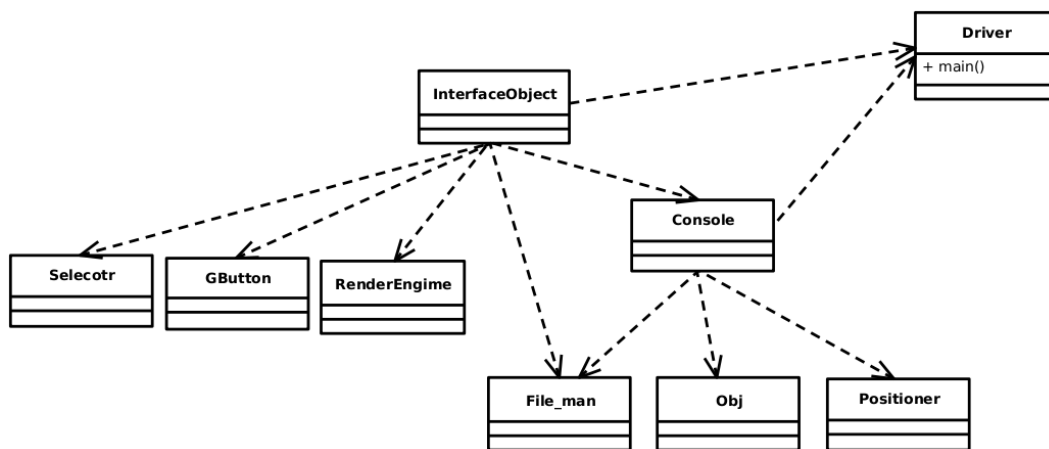 Driver
+ main()
InterfaceObject
Console
Selecotr
GButton
RenderEngime
File_man
Obj
Positioner